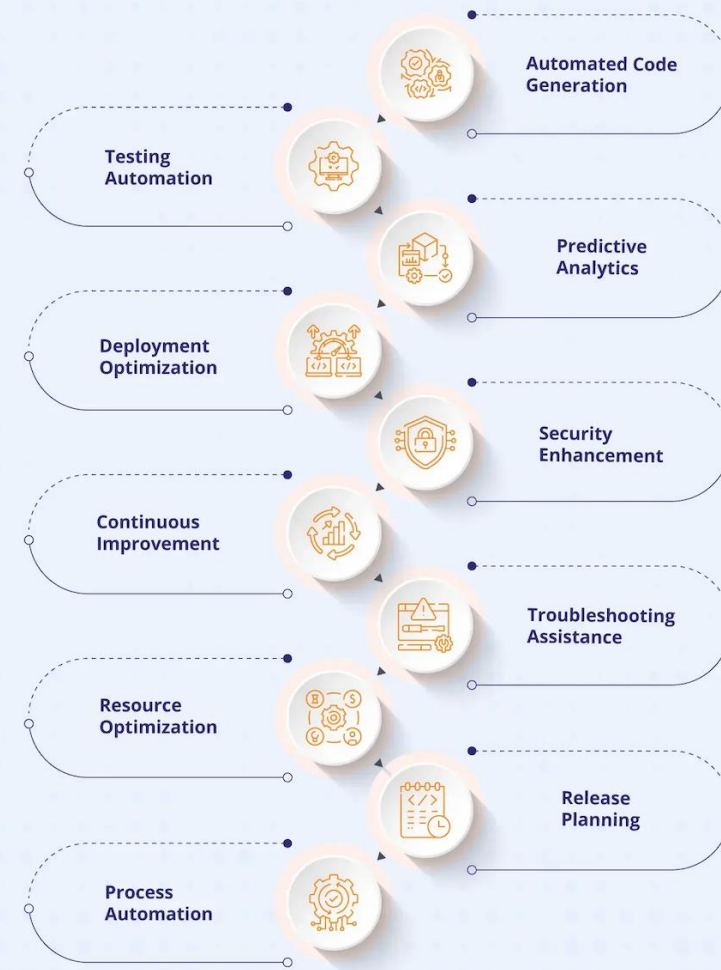 Automated Code
Generation
Testing
Automation
Predictive
Analytics
Deployment
Optimization
Security
Enhancement
Continuous
Improvement
Troubleshooting
Assistance
Resource
Optimization
Release
Planning
Process
Automation